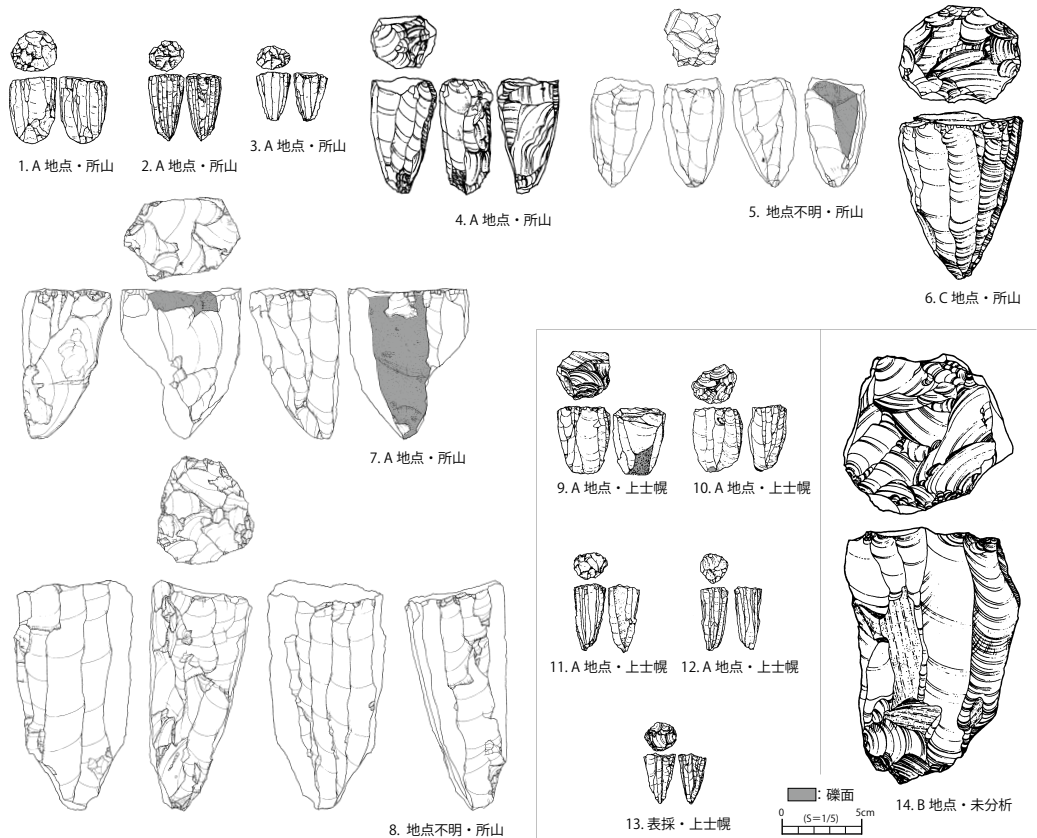 1. A 地点・所山
2. A 地点・所山
3. A 地点・所山
4. A 地点・所山
5. 地点不明・所山
6. C 地点・所山
7. A 地点・所山
8. 地点不明・所山
9. A 地点・上士幌
10. A 地点・上士幌
11. A 地点・上士幌
12. A 地点・上士幌
13. 表採・上士幌
14. B 地点・未分析
：礫面
0 (S=1/5) 5cm